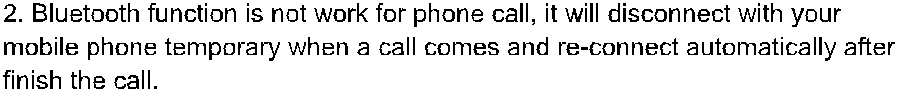 2. Bluetooth function is not work for phone call, it will disconnect with your
mobile phone temporary when a call comes and re-connect automatically after
finish the call.